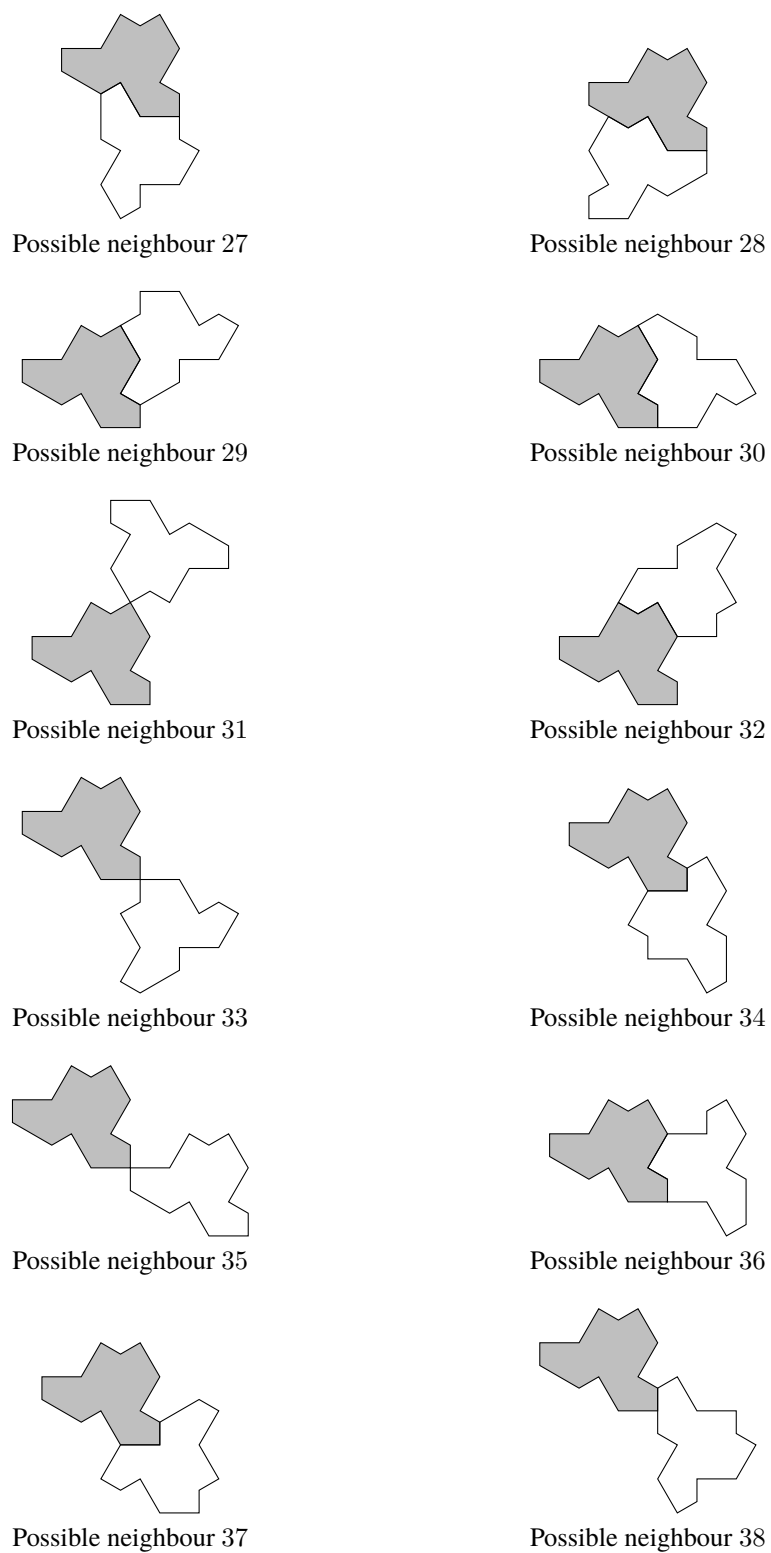 Possible neighbour 27
Possible neighbour 28
Possible neighbour 29
Possible neighbour 30
Possible neighbour 31
Possible neighbour 32
Possible neighbour 33
Possible neighbour 34
Possible neighbour 35
Possible neighbour 36
Possible neighbour 37
Possible neighbour 38